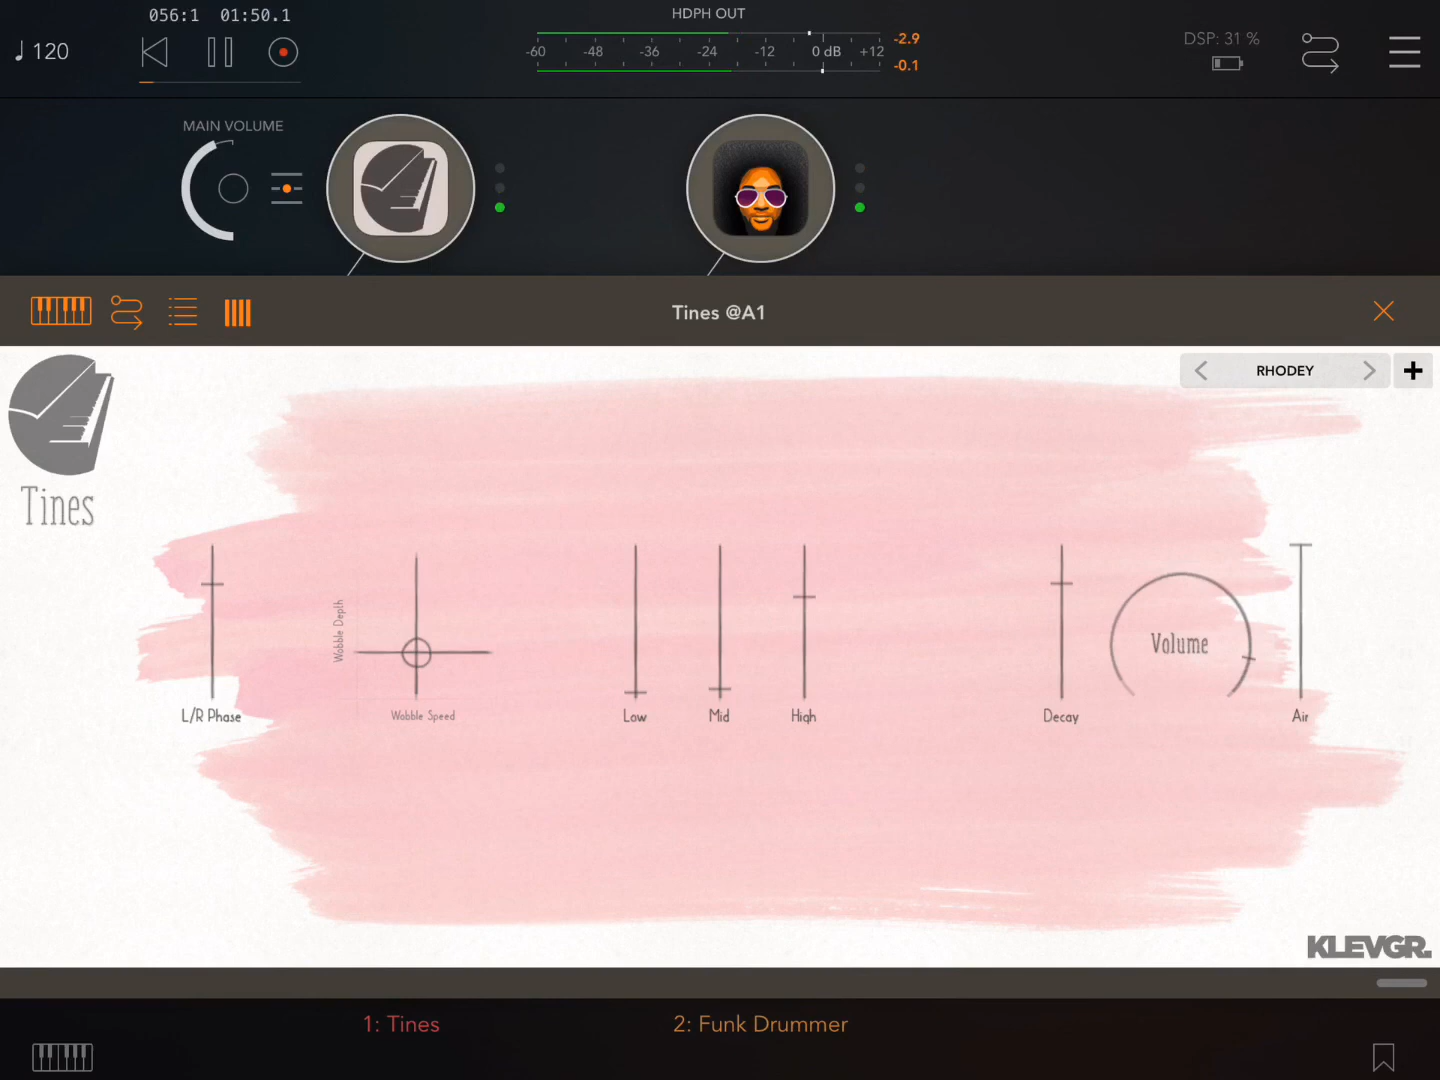 056:1 01:50.1
HDPH OUT
120
-60 -48 -36 -24 -12 0 dB +12
-2.9
-0.1
DSP: 31 %
MAIN VOLUME
Tines @A1
RHODEY
Tines
Wobble Depth
Volume
L/R Phase
Wobble Speed
Low
Mid
High
Decay
Air
KLEVGR.
1: Tines
2: Funk Drummer